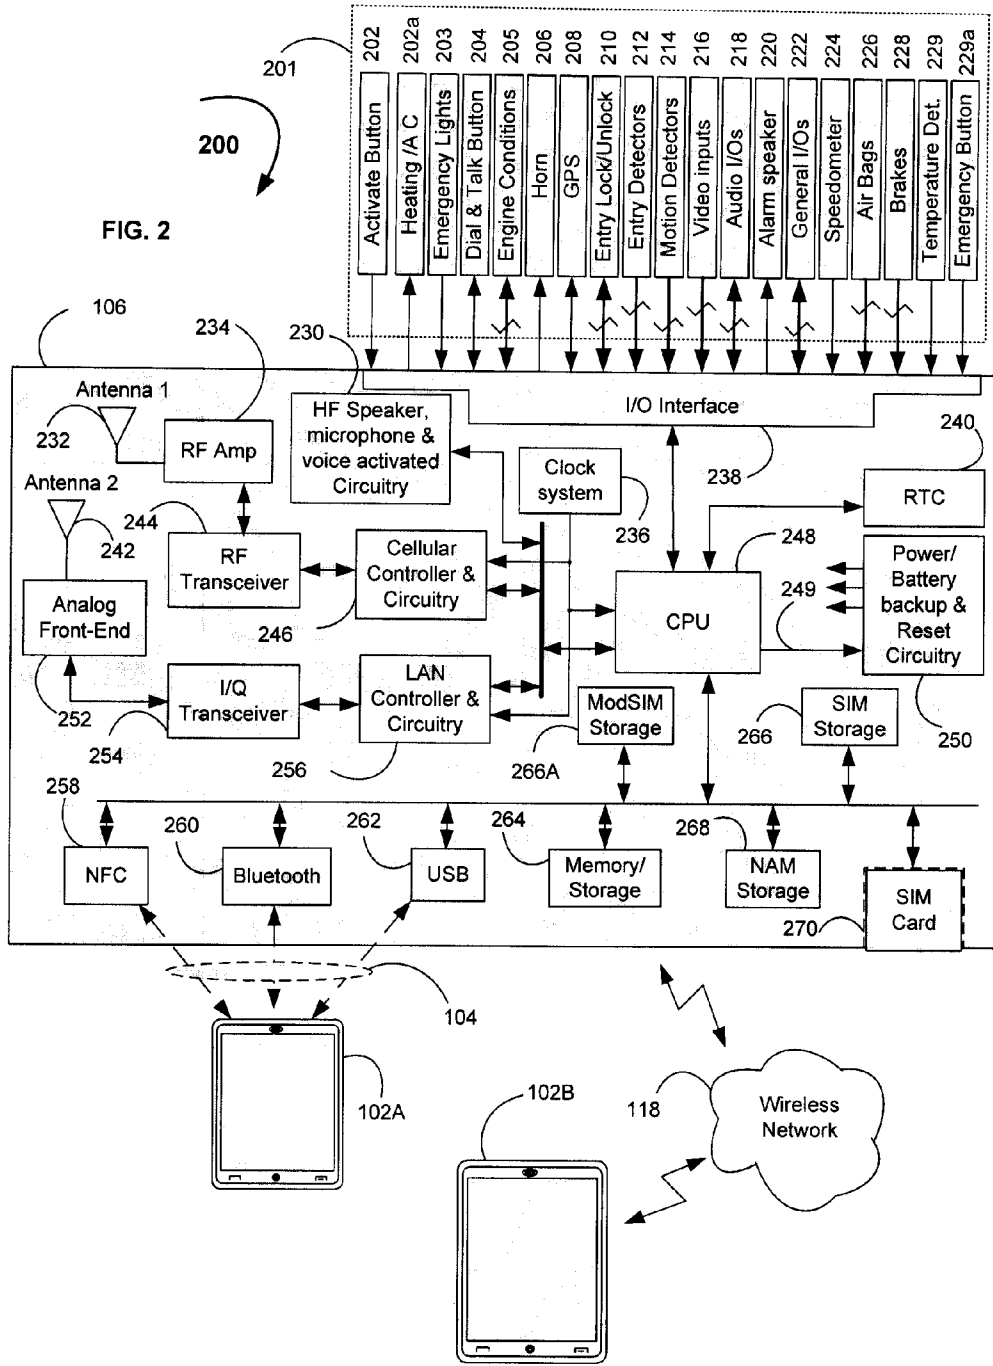 201
202
202a
203
204
205
206
208
210
212
214
216
218
220
222
224
226
228
229
229a
Activate Button
Heating /A C
Emergency Lights
Dial & Talk Button
Engine Conditions
Horn
GPS
Entry Lock/Unlock
Entry Detectors
Motion Detectors
Video inputs
Audio I/Os
Alarm speaker
General I/Os
Speedometer
Air Bags
Brakes
Temperature Det.
Emergency Button
200
FIG. 2
106
234
230
Antenna 1
232
RF Amp
HF Speaker,
microphone &
voice activated
Circuitry
I/O Interface
238
240
RTC
Clock
system
236
Antenna 2
242
244
RF
Transceiver
Cellular
Controller &
Circuitry
246
248
CPU
249
Power/
Battery
backup &
Reset
Circuitry
250
Analog
Front-End
252
I/Q
Transceiver
254
LAN
Controller &
Circuitry
256
ModSIM
Storage
266A
SIM
Storage
266
258
NFC
260
Bluetooth
262
USB
264
Memory/
Storage
268
NAM
Storage
SIM
Card
270
104
102A
102B
118
Wireless
Network